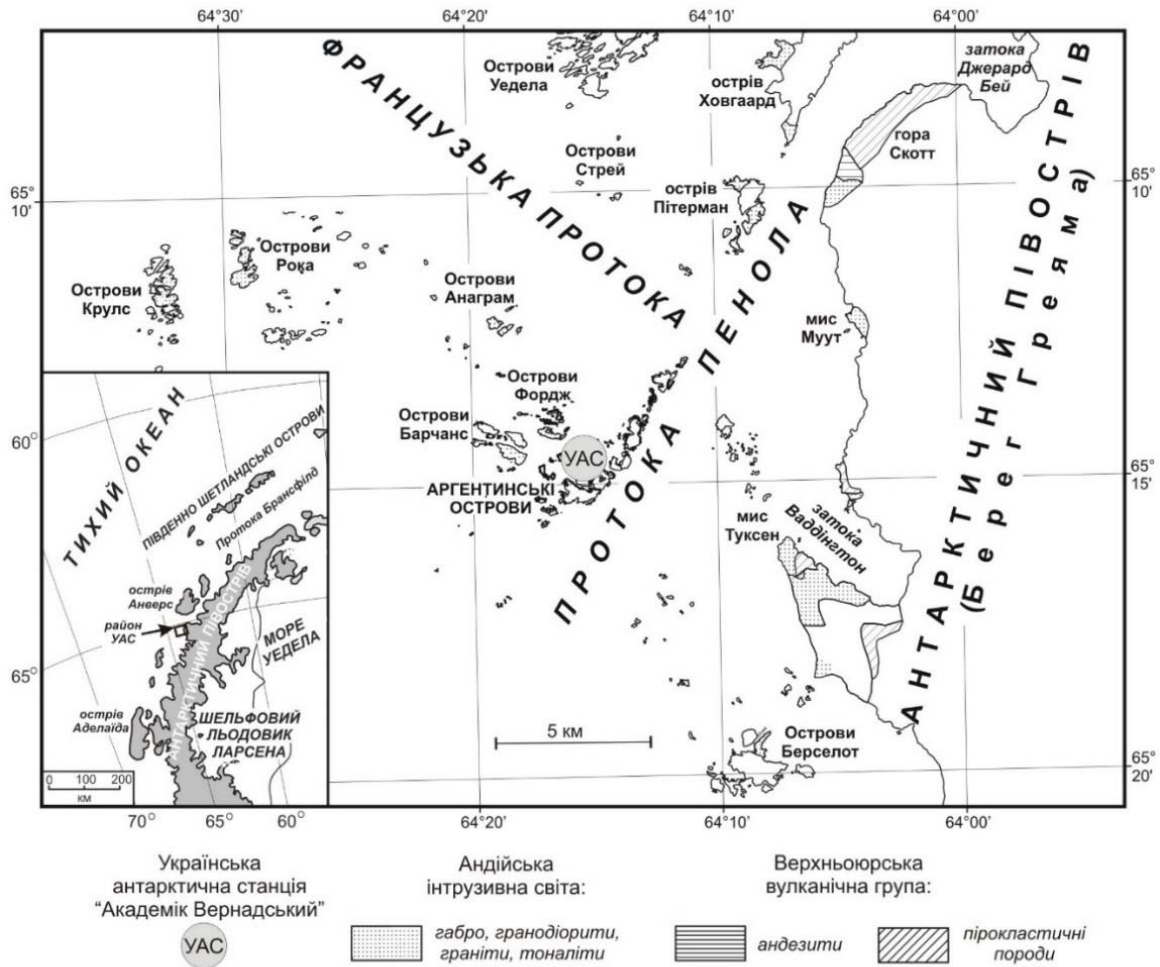 64°30'
64°20'
64°10'
64°00'
ФРАНЦУЗЬКА ПРОТОКА
Острови
Уедела
острів
Ховгаард
затока
Джерард
Бей
гора
Скотт
Острови
Стрей
острів
Пітерман
65°
10'
65°
10'
Острови
Рока
Острови
Крулс
Острови
Анаграм
мис
Муут
ПРОТОКА ПЕНОЛА
АНТАРКТИЧНИЙ ПІВОСТРІВ
(Берег Греяма)
Острови
Фордж
Острови
Барчанс
УАС
АРГЕНТИНСЬКІ
ОСТРОВИ
65°
15'
мис
Туксен
затока
Ваддінгтон
5 км
Острови
Берселот
65°
20'
60°
65°
ТИХИЙ ОКЕАН
ПІВДЕННО ШЕТЛАНДСЬКІ ОСТРОВИ
Протока Брансфілд
острів
Анверс
район
УАС
АНТАРКТИЧНИЙ ПІВОСТРІВ
МОРЕ
УЕДЕЛА
острів
Аделаїда
ШЕЛЬФОВИЙ
ЛЬОДОВИК
ЛАРСЕНА
0 100 200
км
70° 65° 60°
64°20'
64°10'
64°00'
Українська
антарктична станція
“Академік Вернадський”
УАС
Андійська
інтрузивна світа:
габро, гранодіорити,
граніти, тоналіти
Верхньоюрська
вулканічна група:
андезити
пірокластичні
породи